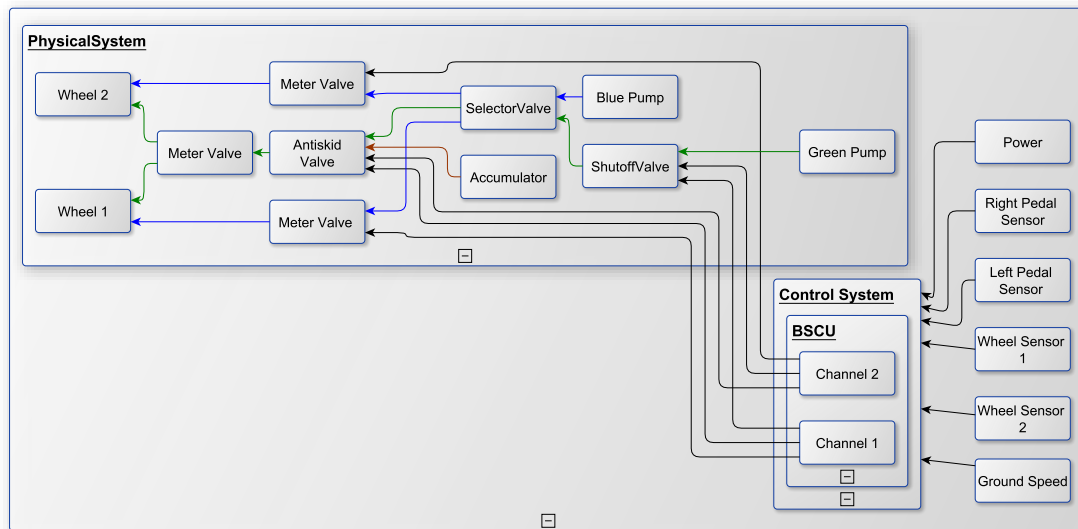 PhysicalSystem
Wheel 2
Meter Valve
SelectorValve
Blue Pump
Meter Valve
Antiskid
Valve
Accumulator
ShutoffValve
Green Pump
Wheel 1
Meter Valve
Power
Right Pedal
Sensor
Left Pedal
Sensor
Control System
BSCU
Channel 2
Channel 1
Wheel Sensor
1
Wheel Sensor
2
Ground Speed